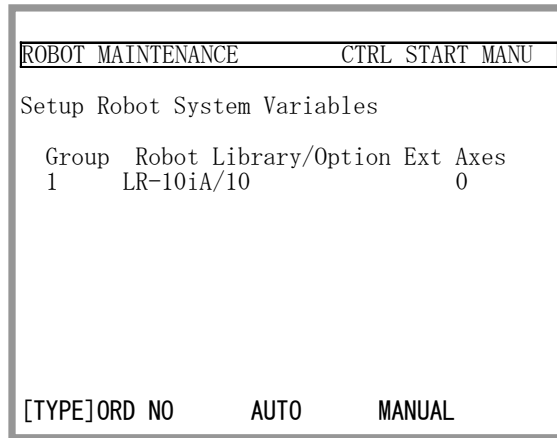 ROBOT MAINTENANCE CTRL START MANU
Setup Robot System Variables
Group Robot Library/Option Ext Axes
1 LR-10iA/10 0
[TYPE]ORD NO AUTO MANUAL